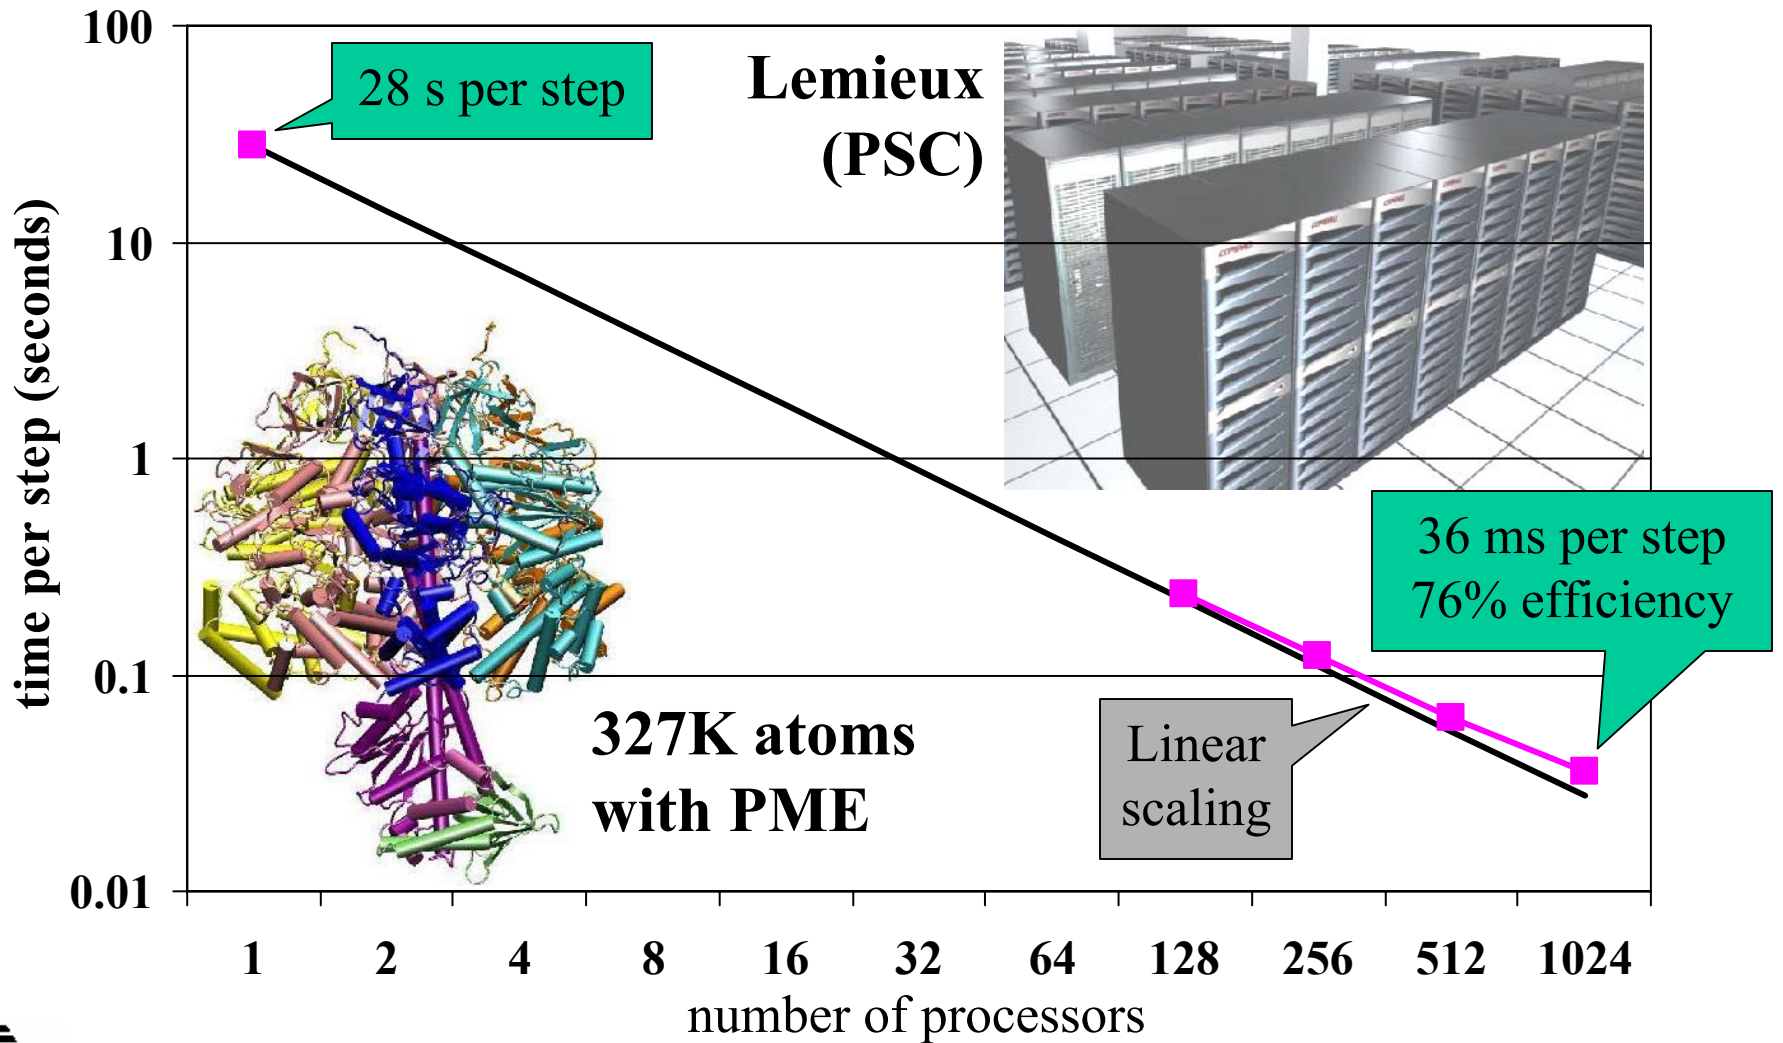 100
28 s per step
Lemieux
(PSC)
10
time per step (seconds)
1
36 ms per step
76% efficiency
0.1
327K atoms
with PME
Linear
scaling
0.01
1 2 4 8 16 32 64 128 256 512 1024
number of processors